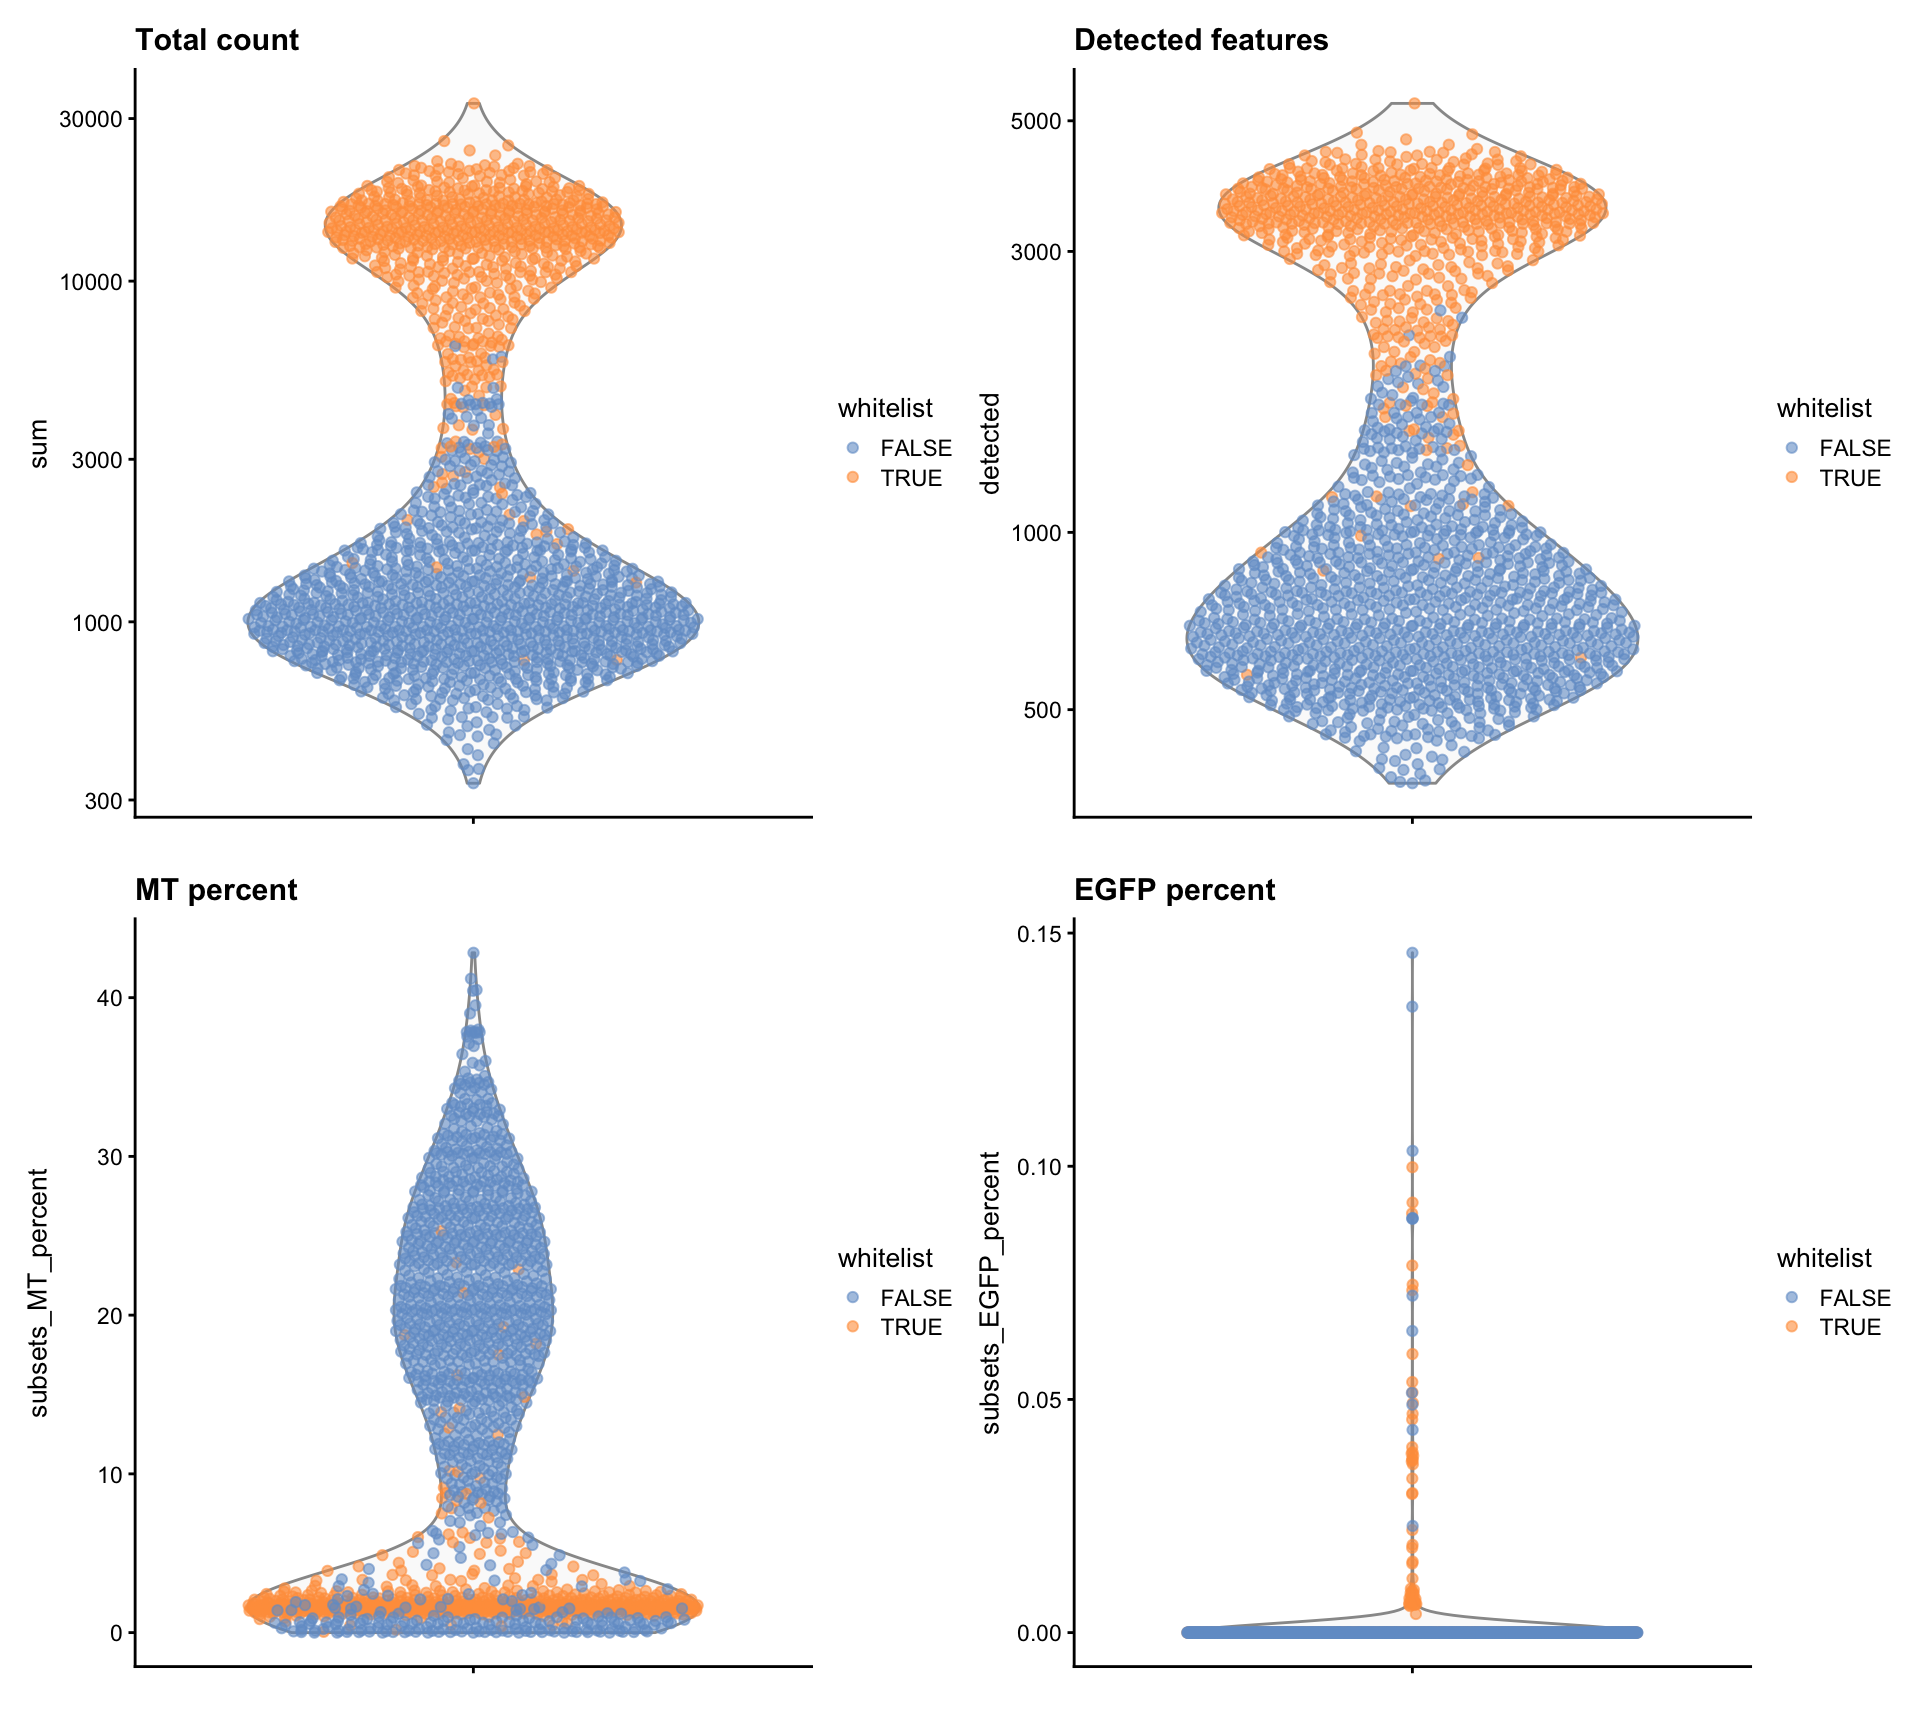 Total count
30000
10000
3000
1000
300
sum
whitelist
FALSE
TRUE
Detected features
5000
3000
1000
500
detected
whitelist
FALSE
TRUE
MT percent
40
30
20
10
0
subsets_MT_percent
whitelist
FALSE
TRUE
EGFP percent
0.15
0.10
0.05
0.00
subsets_EGFP_percent
whitelist
FALSE
TRUE